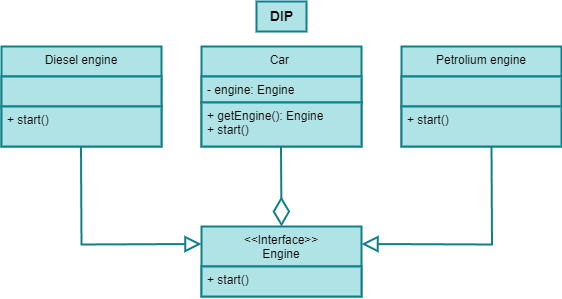 DIP
Diesel engine
+ start()
Car
- engine: Engine
+ getEngine(): Engine
+ start()
Petrolium engine
+ start()
<<Interface>>
Engine
+ start()